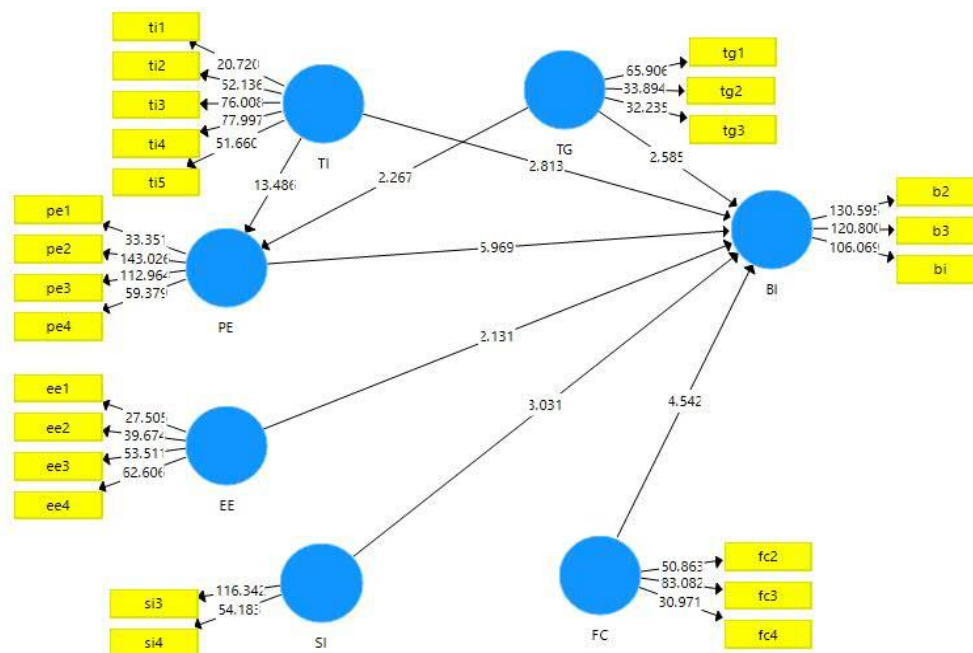 ti1
ti2
ti3
ti4
ti5
20.720
76.008
77.997
51.660
TI
tg1
tg2
tg3
65.906
33.894
32.235
TG
13.486
2.267
2.813
2.585
pe1
pe2
pe3
pe4
33.351
143.026
112.964
59.379
PE
b2
b3
bi
130.595
120.800
106.069
BI
2.131
3.031
4.542
ee1
ee2
ee3
ee4
27.505
39.674
53.511
62.606
EE
si3
si4
116.342
54.183
SI
fc2
fc3
fc4
50.863
83.082
30.971
FC